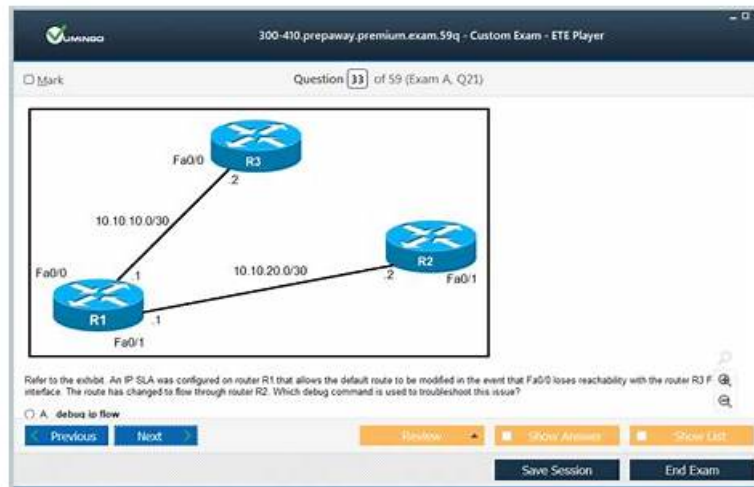 VUMINGO
300-410.prepaway.premium.exam.59q - Custom Exam - ETE Player
Mark
Question 33 of 59 (Exam A, Q21)
Fa0/0
R3
.2
10.10.10.0/30
Fa0/0
.1
10.10.20.0/30
R2
.2
Fa0/1
R1
.1
Fa0/1
Refer to the exhibit. An IP SLA was configured on router R1 that allows the default route to be modified in the event that Fa0/0 loses reachability with the router R3 F
interface. The route has changed to flow through router R2. Which debug command is used to troubleshoot this issue?
A. debug ip flow
Previous
Next
Review
Show Answer
Show List
Save Session
End Exam